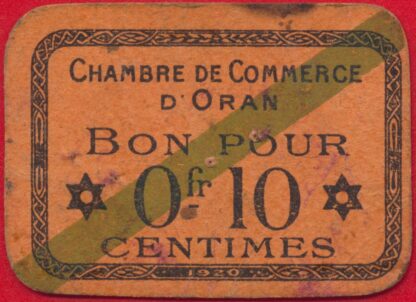 CHAMBRE DE COMMERCE
D'ORAN
BON POUR
0fr 10
CENTIMES
1920